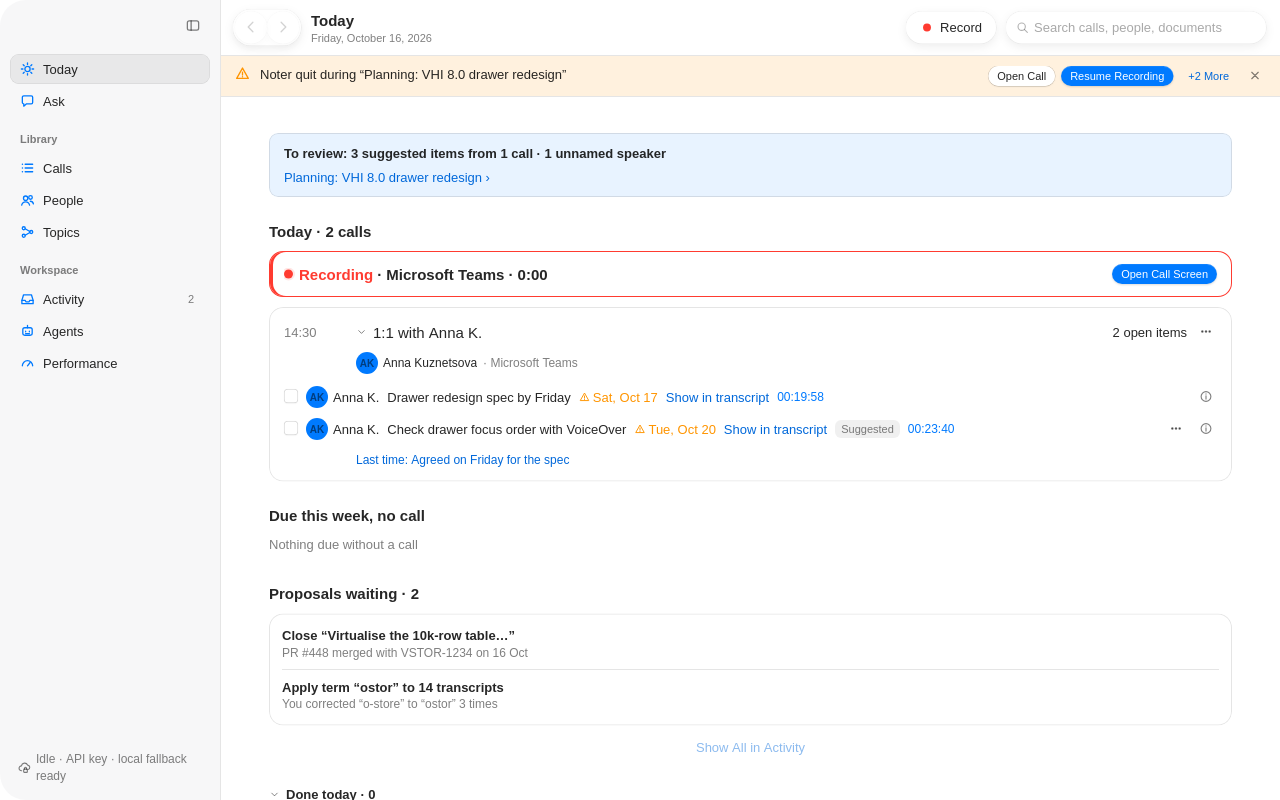 Today
Ask
Library
Calls
People
Topics
Workspace
Activity 2
Agents
Performance
Idle · API key · local fallback
ready
Today
Friday, October 16, 2026
Record
Search calls, people, documents
Noter quit during “Planning: VHI 8.0 drawer redesign”
Open Call
Resume Recording
+2 More
To review: 3 suggested items from 1 call · 1 unnamed speaker
Planning: VHI 8.0 drawer redesign ›
Today · 2 calls
Recording · Microsoft Teams · 0:00
Open Call Screen
14:30 1:1 with Anna K. 2 open items
AK Anna Kuznetsova · Microsoft Teams
AK Anna K. Drawer redesign spec by Friday Sat, Oct 17 Show in transcript 00:19:58
AK Anna K. Check drawer focus order with VoiceOver Tue, Oct 20 Show in transcript Suggested 00:23:40
Last time: Agreed on Friday for the spec
Due this week, no call
Nothing due without a call
Proposals waiting · 2
Close “Virtualise the 10k-row table…”
PR #448 merged with VSTOR-1234 on 16 Oct
Apply term “ostor” to 14 transcripts
You corrected “o-store” to “ostor” 3 times
Show All in Activity
Done today · 0